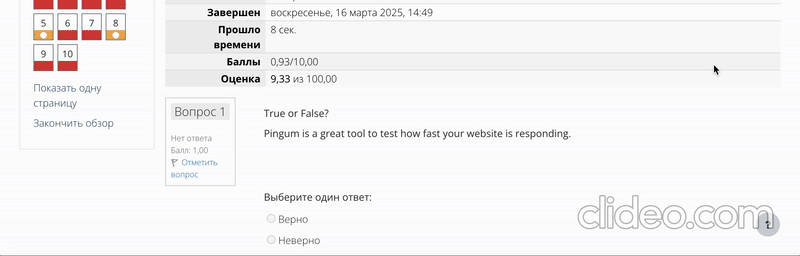 Завершен воскресенье, 16 марта 2025, 14:49
Прошло времени 8 сек.
Баллы 0,93/10,00
Оценка 9,33 из 100,00
5 6 7 8
9 10
Показать одну
страницу
Закончить обзор
Вопрос 1
Нет ответа
Балл: 1,00
Отметить
вопрос
True or False?
Pingum is a great tool to test how fast your website is responding.
Выберите один ответ:
Верно
Неверно
clideo.com